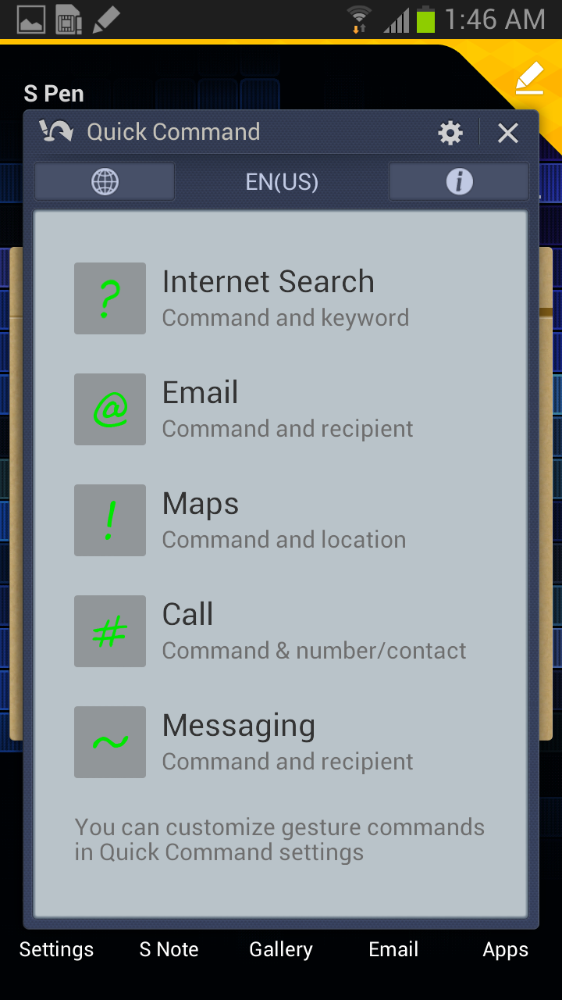 1:46 AM
S Pen
Quick Command
EN(US)
?
Internet Search
Command and keyword
@
Email
Command and recipient
!
Maps
Command and location
#
Call
Command & number/contact
~
Messaging
Command and recipient
You can customize gesture commands
in Quick Command settings
Settings S Note Gallery Email Apps